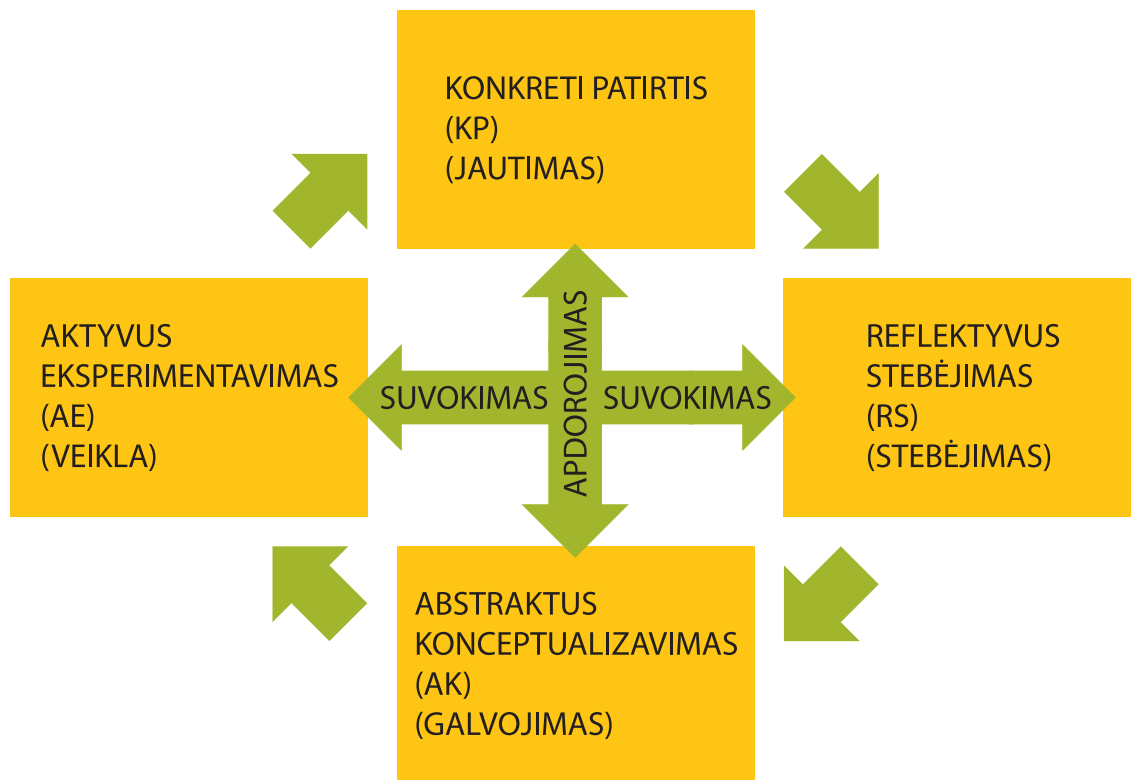 KONKRETI PATIRTIS
(KP)
(JAUTIMAS)
AKTYVUS
EKSPERIMENTAVIMAS
(AE)
(VEIKLA)
SUVOKIMAS
APDOROJIMAS
SUVOKIMAS
REFLEKTYVUS
STEBĖJIMAS
(RS)
(STEBĖJIMAS)
ABSTRAKTUS
KONCEPTUALIZAVIMAS
(AK)
(GALVOJIMAS)